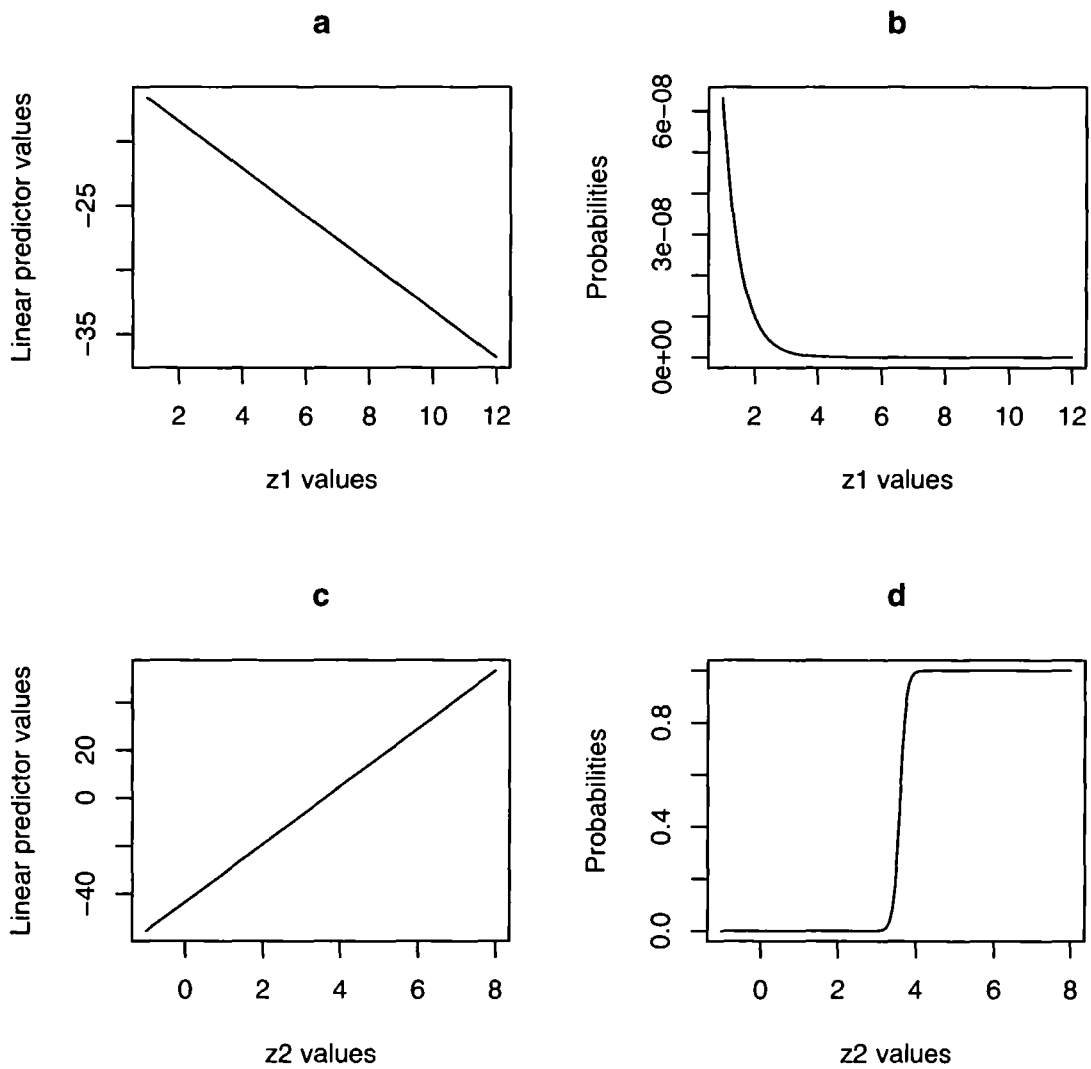 a
Linear predictor values
−25
−35
2 4 6 8 10 12
z1 values
b
Probabilities
6e−08
3e−08
0e+00
2 4 6 8 10 12
z1 values
c
Linear predictor values
20
0
−40
0 2 4 6 8
z2 values
d
Probabilities
0.8
0.4
0.0
0 2 4 6 8
z2 values